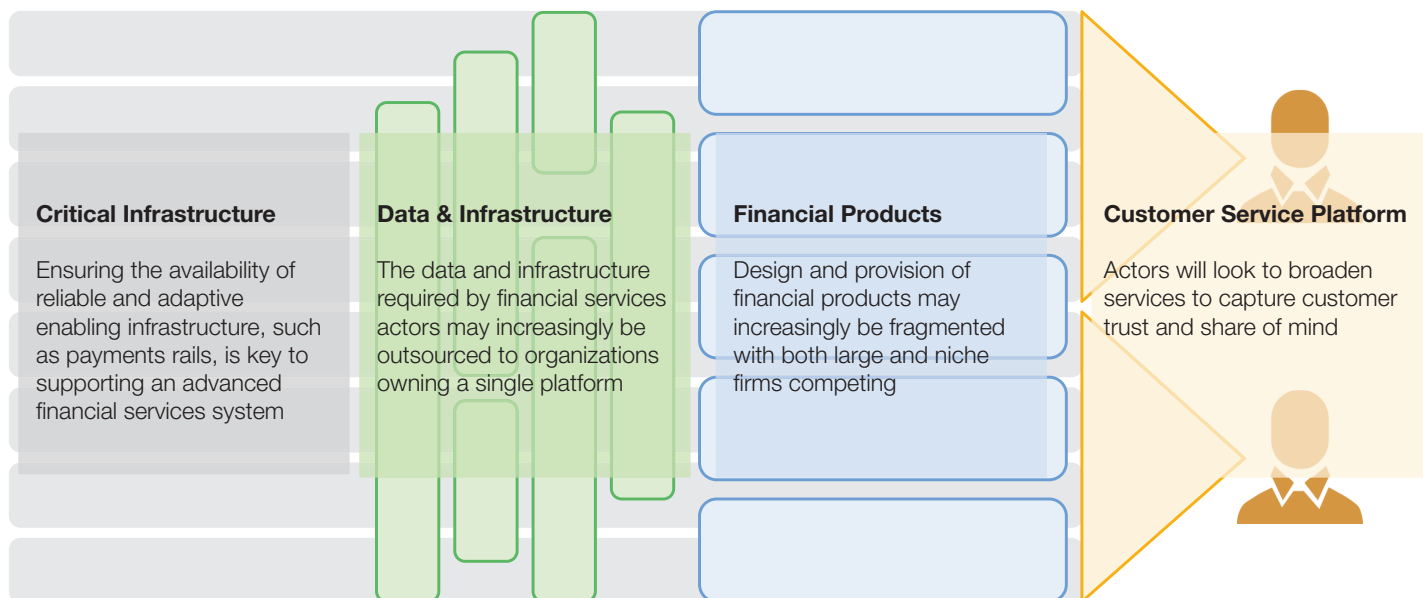 Critical Infrastructure
Ensuring the availability of
reliable and adaptive
enabling infrastructure, such
as payments rails, is key to
supporting an advanced
financial services system
Data & Infrastructure
The data and infrastructure
required by financial services
actors may increasingly be
outsourced to organizations
owning a single platform
Financial Products
Design and provision of
financial products may
increasingly be fragmented
with both large and niche
firms competing
Customer Service Platform
Actors will look to broaden
services to capture customer
trust and share of mind